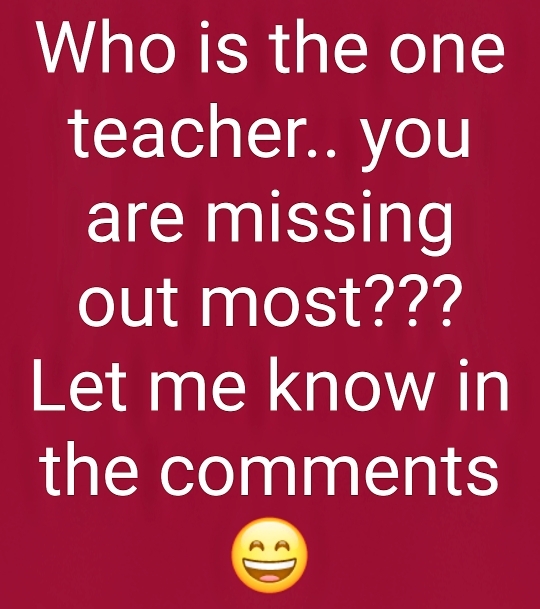 Who is the one
teacher.. you
are missing
out most???
Let me know in
the comments
😄